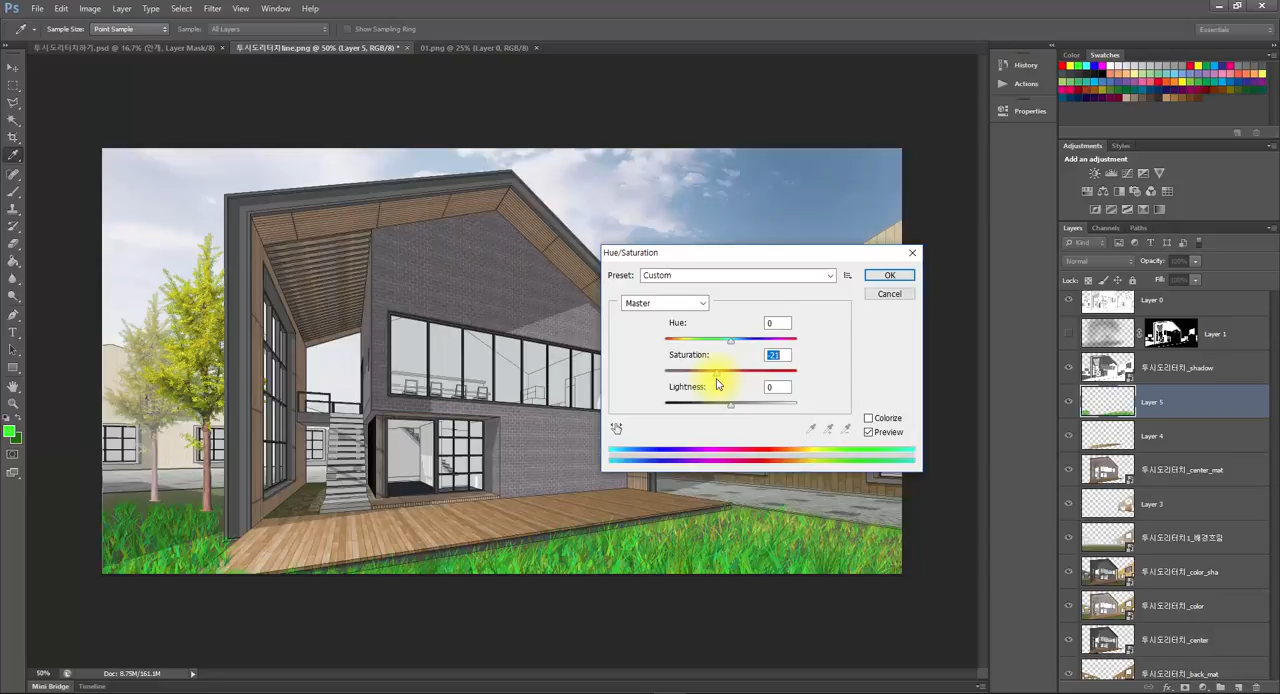 Ps File Edit Image Layer Type Select Filter View Window Help
Sample Size: Point Sample Sample: All Layers Show Sampling Ring Essentials
투시도리터치하기.psd @ 16.7% (안개, Layer Mask/8) × 투시도리터치line.png @ 50% (Layer 5, RGB/8) * × 01.png @ 25% (Layer 0, RGB/8) ×
Color Swatches
History
Actions
Properties
Adjustments Styles
Add an adjustment
Layers Channels Paths
Kind
Normal Opacity: 100%
Lock: Fill: 100%
Layer 0
Layer 1
투시도리터치_shadow
Layer 5
Layer 4
투시도리터치_center_mat
Layer 3
투시도리터치1_배경흐림
투시도리터치_color_sha
투시도리터치_color
투시도리터치_center
투시도리터치_back_mat
Hue/Saturation
Preset: Custom OK
Cancel
Master
Hue: 0
Saturation: -21
Lightness: 0
Colorize
Preview
50% Doc: 8.75M/161.1M
Mini Bridge Timeline